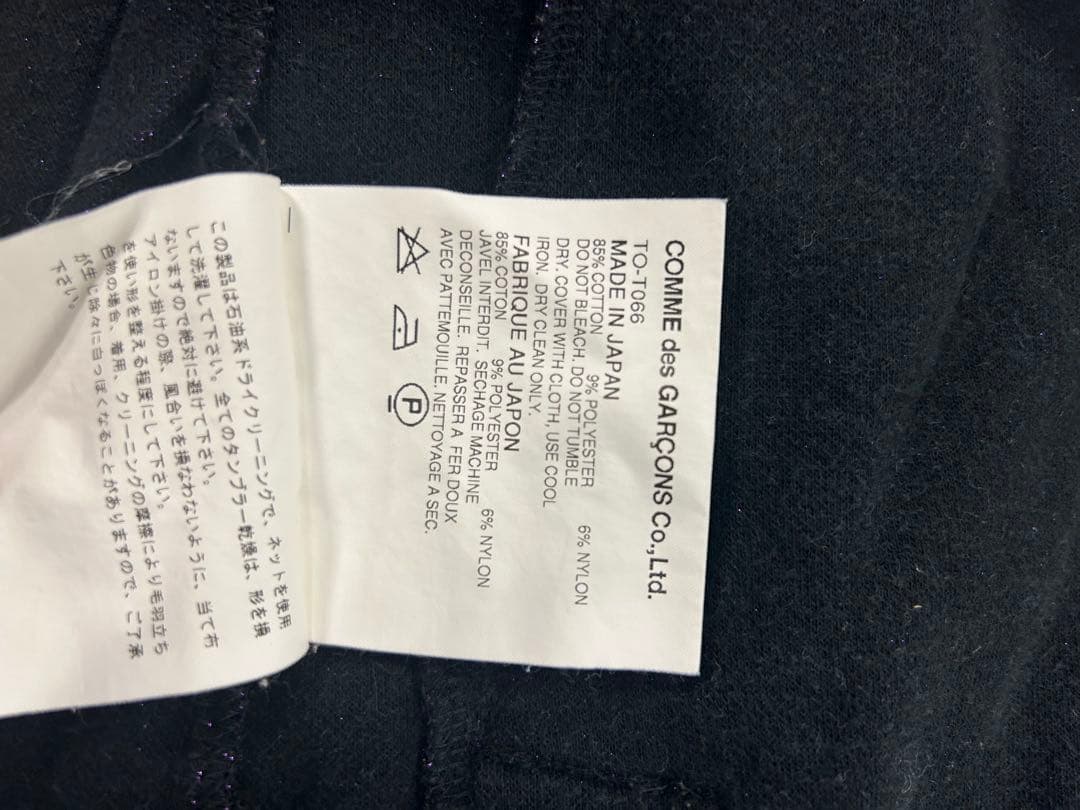 COMME des GARÇONS Co.,Ltd.
TO-T066
MADE IN JAPAN
85% COTTON 9% POLYESTER 6% NYLON
DO NOT BLEACH. DO NOT TUMBLE
DRY. COVER WITH CLOTH, USE COOL
IRON. DRY CLEAN ONLY.
FABRIQUE AU JAPON
85% COTON 9% POLYESTER 6% NYLON
JAVEL INTERDIT. SECHAGE MACHINE
DECONSEILLE. REPASSER A FER DOUX
AVEC PATTEMOUILLE. NETTOYAGE A SEC.
P
この製品は石油系ドライクリーニングで、ネットを使用
して洗濯して下さい。全てのタンブラー乾燥は、形を損
ないますので絶対に避けて下さい。
アイロン掛けの際、風合いを損なわないように、当て布
を使い形を整える程度にして下さい。
色物の場合、着用、クリーニングの摩擦により毛羽立ち
が生じ除々に白っぽくなることがありますので、ご了承
下さい。